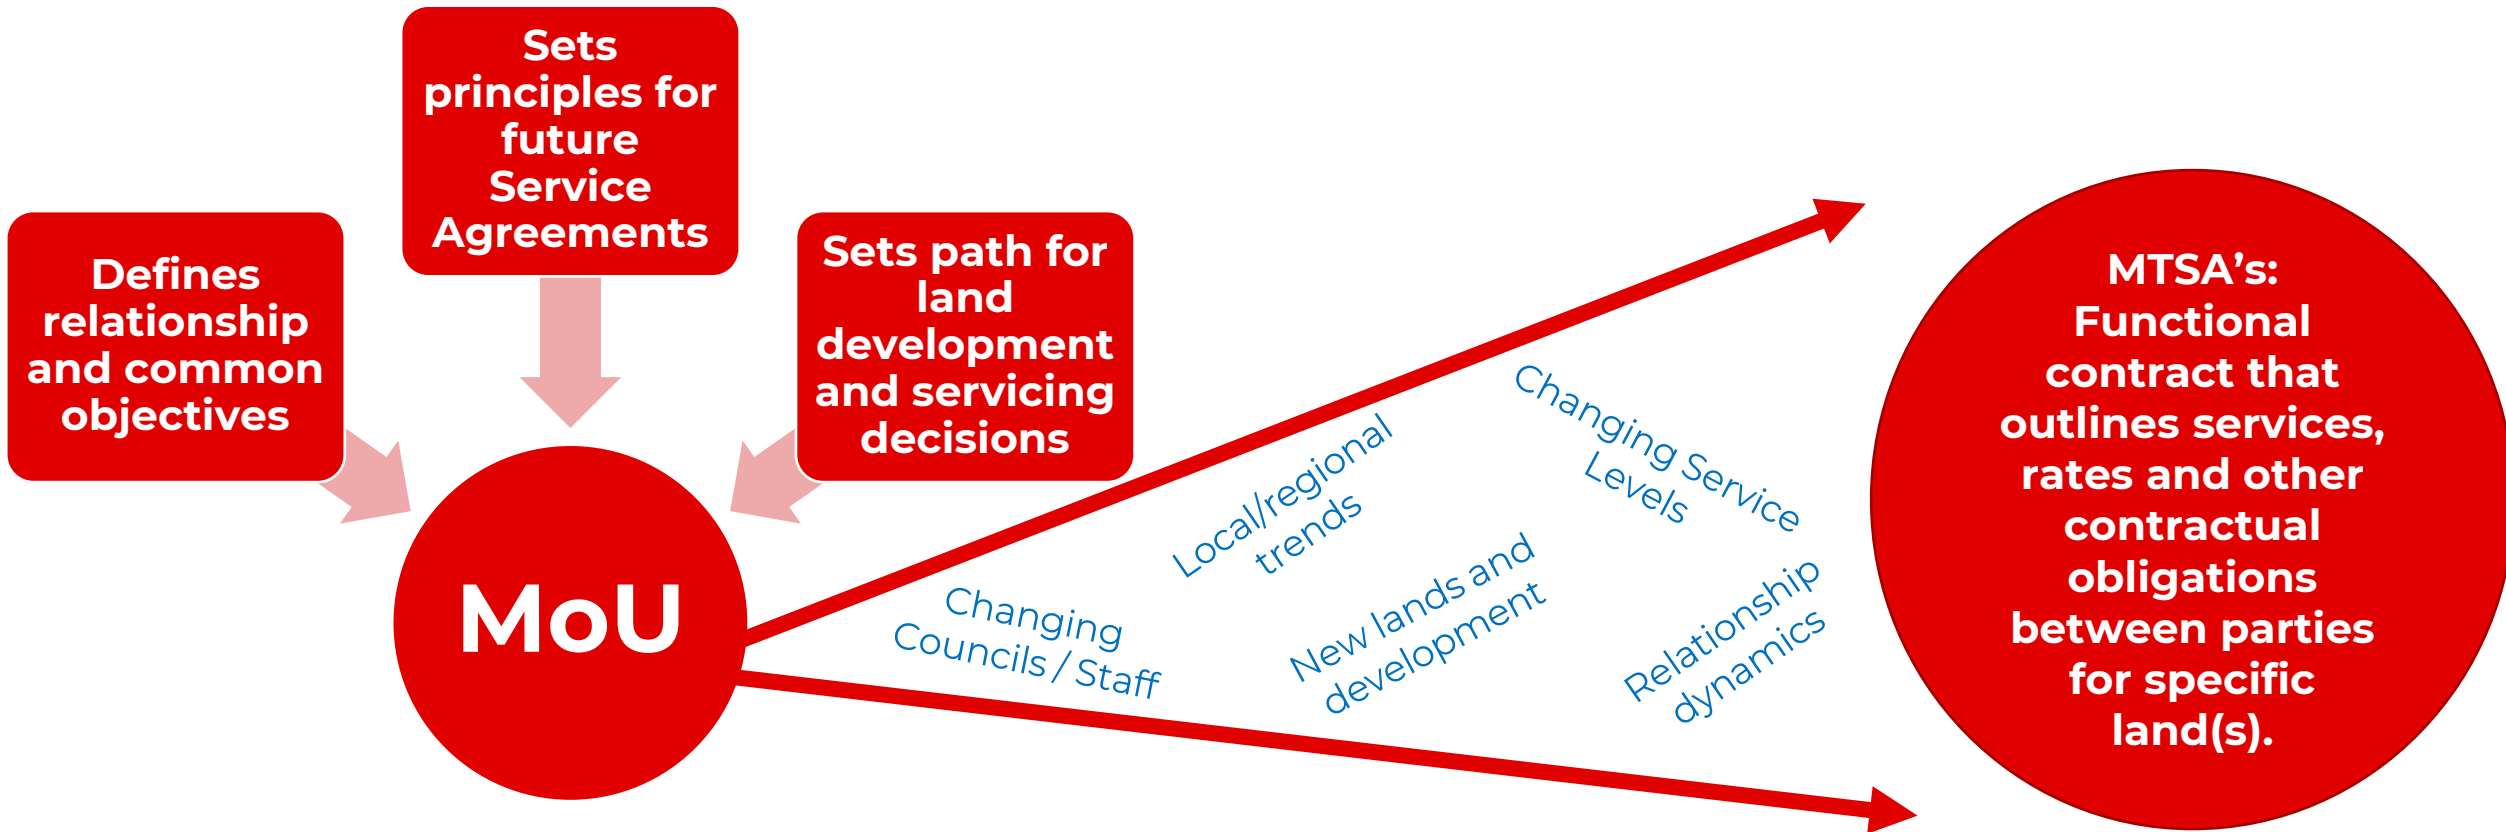 Sets
principles for
future
Service
Agreements
Defines
relationship
and common
objectives
Sets path for
land
development
and servicing
decisions
MoU
Changing
Councils / Staff
Local/regional
trends
New lands and
development
Changing Service
Levels
Relationship
dynamics
MTSA’s:
Functional
contract that
outlines services,
rates and other
contractual
obligations
between parties
for specific
land(s).